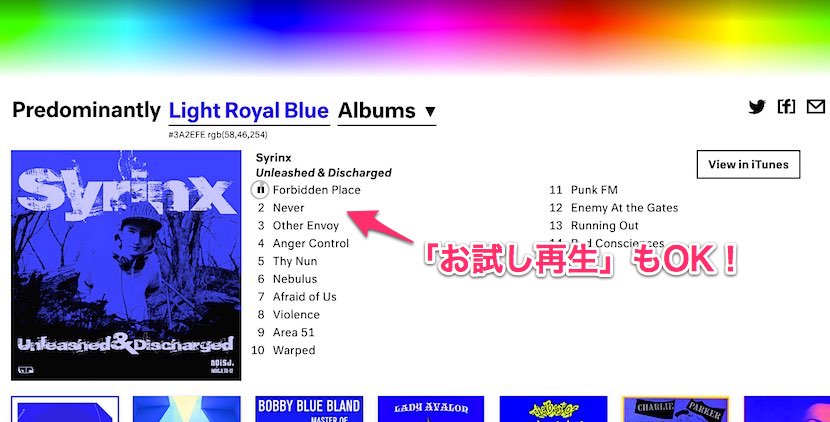 Predominantly Light Royal Blue Albums ▼
#3A2EFE rgb(58,46,254)
Syrinx
Unleashed & Discharged
noisd.
Syrinx
Unleashed & Discharged
Forbidden Place
2 Never
3 Other Envoy
4 Anger Control
5 Thy Nun
6 Nebulus
7 Afraid of Us
8 Violence
9 Area 51
10 Warped
11 Punk FM
12 Enemy At the Gates
13 Running Out
14 Bad Consciences
View in iTunes
「お試し再生」もOK！
BOBBY BLUE BLAND
MASTER OF
LADY AVALON
CHARLIE PARKER